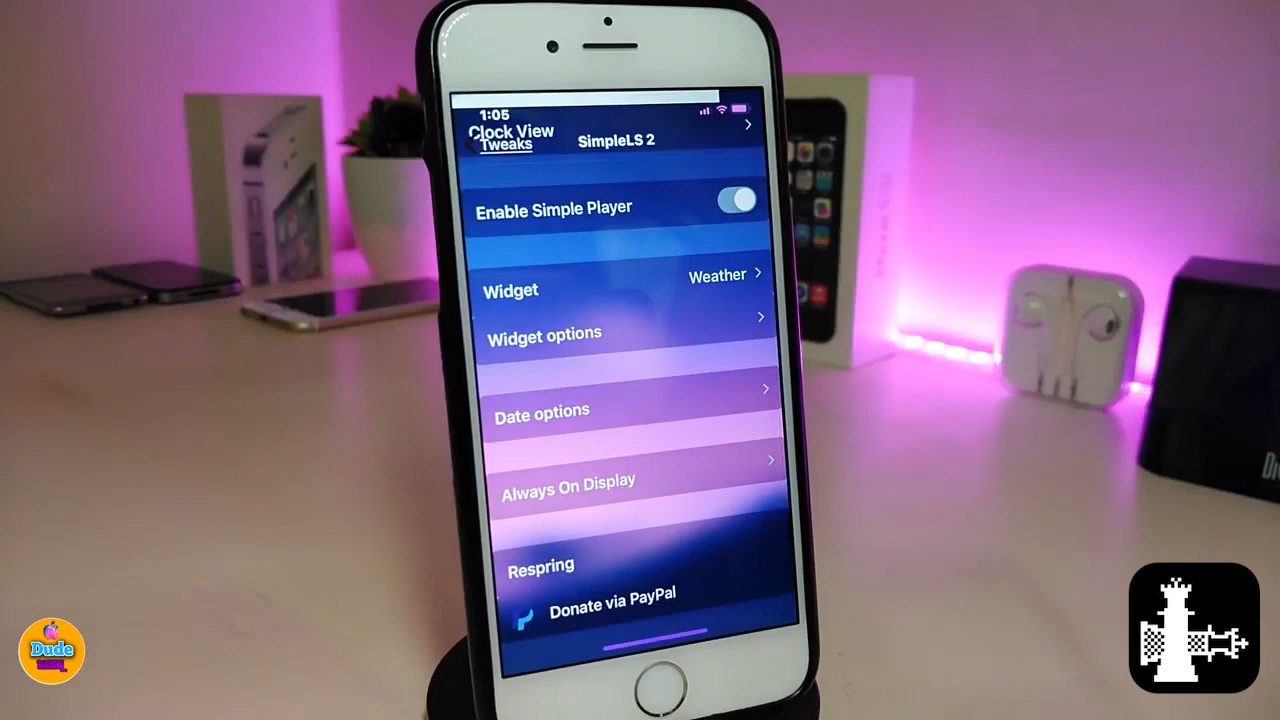 1:05
Clock View
Tweaks
SimpleLS 2
Enable Simple Player
Widget
Weather
Widget options
Date options
Always On Display
Respring
Donate via PayPal
Dude